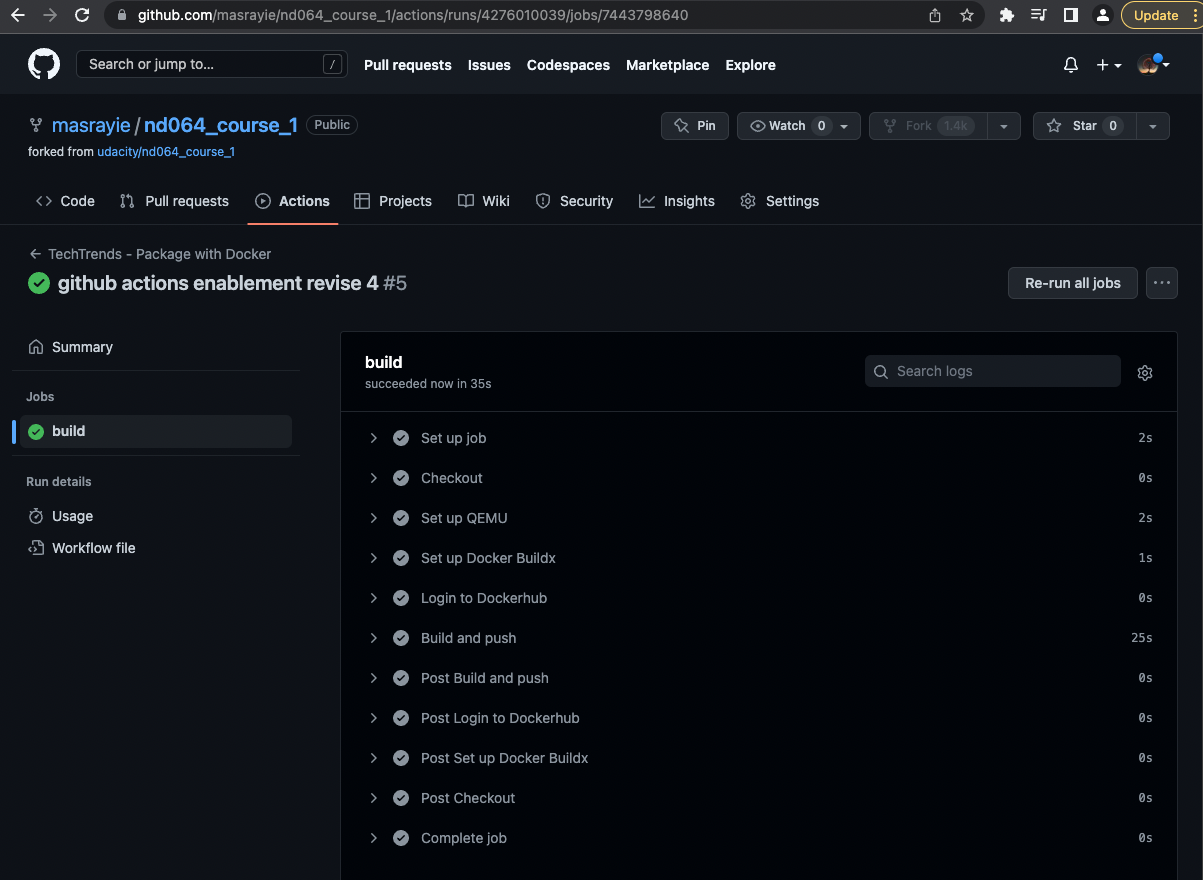 github.com/masrayie/nd064_course_1/actions/runs/4276010039/jobs/7443798640
Update
Search or jump to...
/
Pull requests
Issues
Codespaces
Marketplace
Explore
masrayie / nd064_course_1
Public
forked from udacity/nd064_course_1
Pin
Watch 0
Fork 1.4k
Star 0
Code
Pull requests
Actions
Projects
Wiki
Security
Insights
Settings
TechTrends - Package with Docker
github actions enablement revise 4 #5
Re-run all jobs
Summary
Jobs
build
Run details
Usage
Workflow file
build
succeeded now in 35s
Search logs
Set up job 2s
Checkout 0s
Set up QEMU 2s
Set up Docker Buildx 1s
Login to Dockerhub 0s
Build and push 25s
Post Build and push 0s
Post Login to Dockerhub 0s
Post Set up Docker Buildx 0s
Post Checkout 0s
Complete job 0s